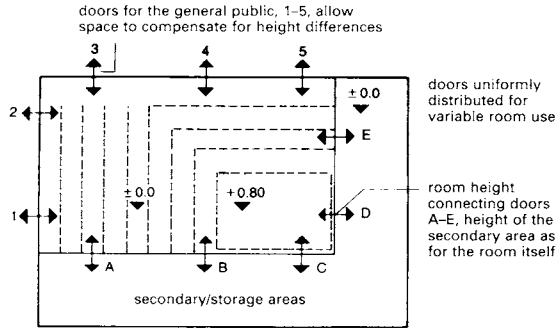 doors for the general public, 1–5, allow
space to compensate for height differences
3
4
5
± 0.0
doors uniformly
distributed for
variable room use
2
E
± 0.0
+ 0.80
room height
connecting doors
A–E, height of the
secondary area as
for the room itself
1
D
A
B
C
secondary/storage areas